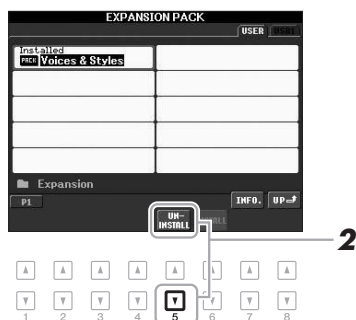 EXPANSION PACK
USER
Installed
PACK Voices & Styles
Expansion
P1
INFO. UP
UN-
INSTALL
2
1 2 3 4 5 6 7 8